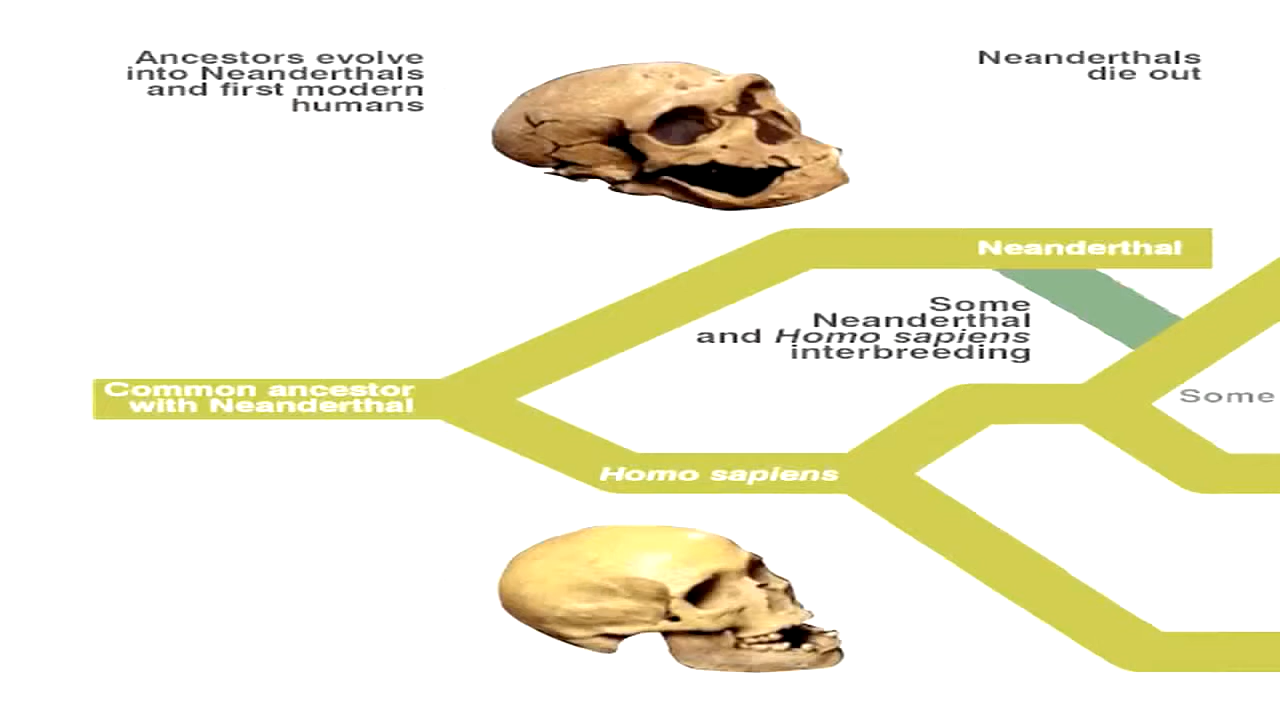 Ancestors evolve
into Neanderthals
and first modern
humans
Neanderthals
die out
Neanderthal
Some
Neanderthal
and Homo sapiens
interbreeding
Common ancestor
with Neanderthal
Some
Homo sapiens